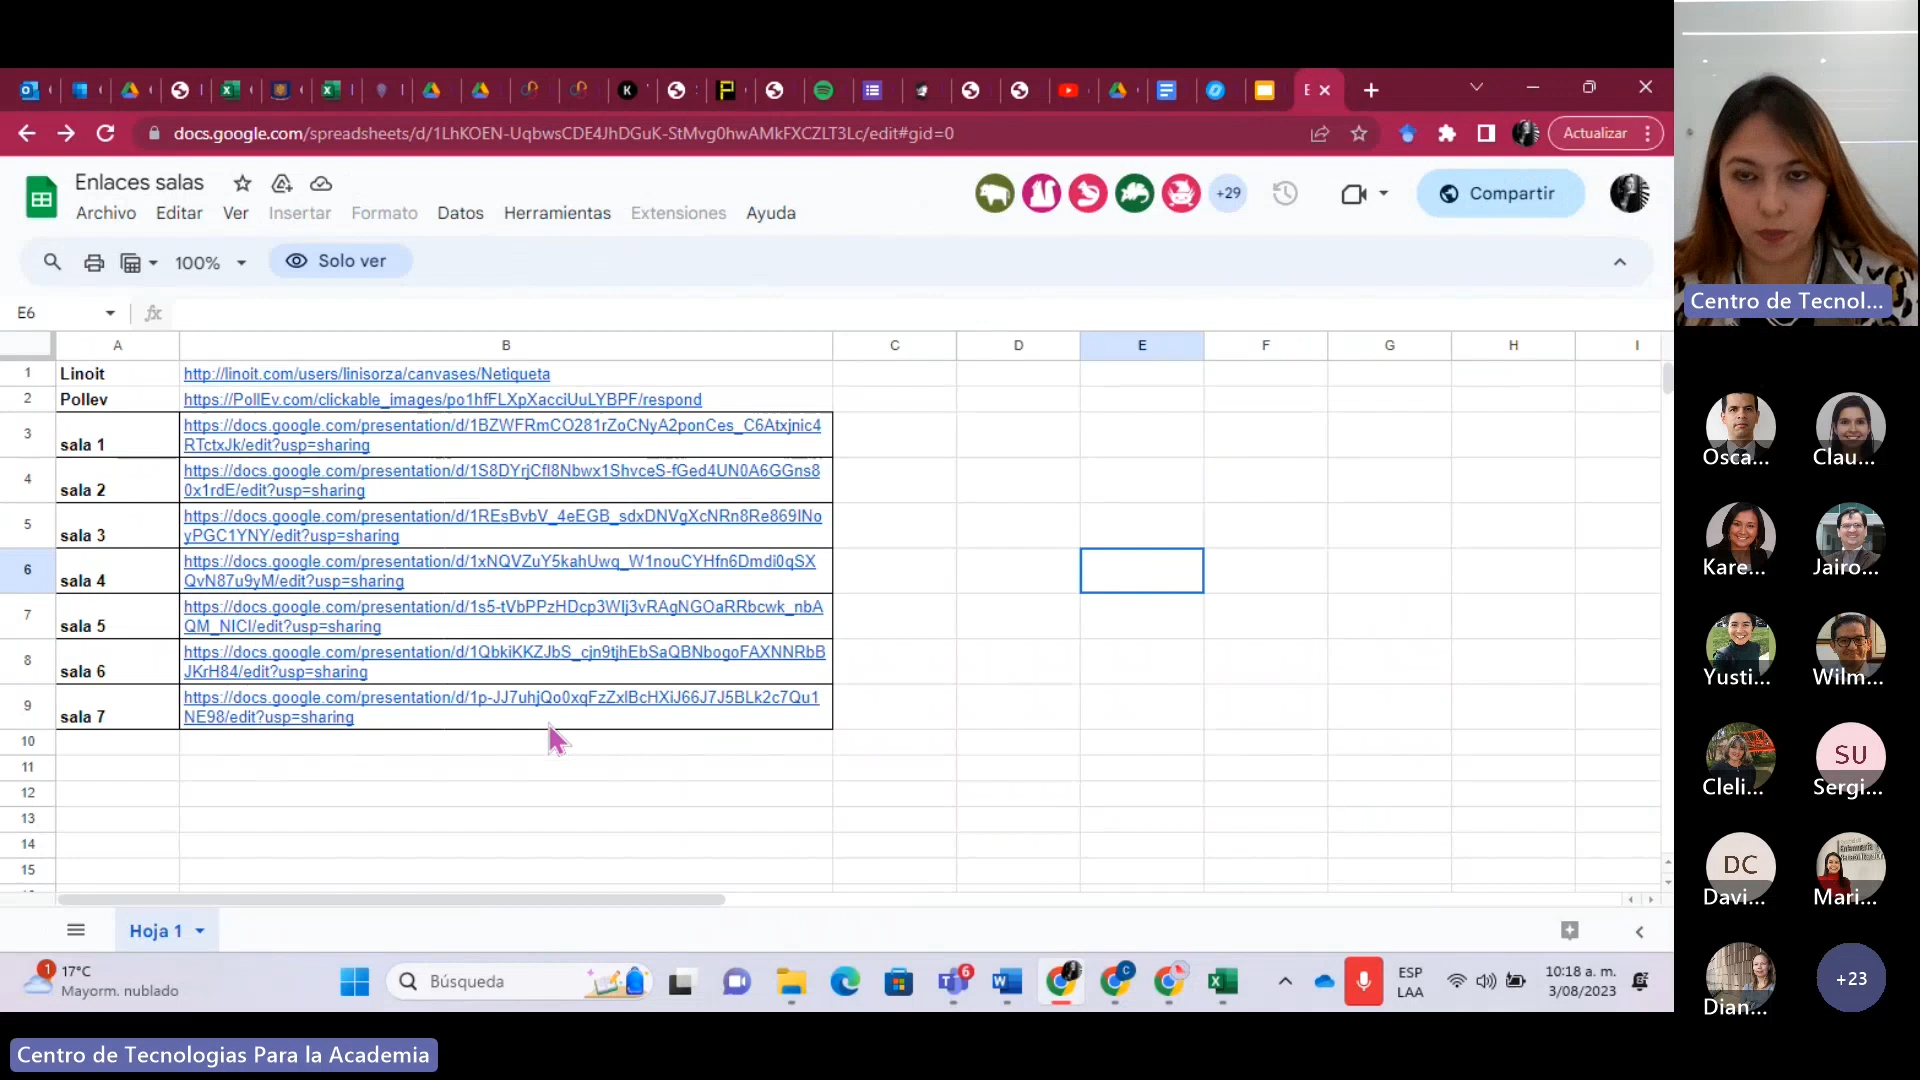 E
docs.google.com/spreadsheets/d/1LhKOEN-UqbwsCDE4JhDGuK-StMvg0hwAMkFXCZLT3Lc/edit#gid=0
Actualizar
Enlaces salas
+29
Compartir
Archivo Editar Ver Insertar Formato Datos Herramientas Extensiones Ayuda
100%
Solo ver
E6
fx
A B C D E F G H I
1 Linoit http://linoit.com/users/linisorza/canvases/Netiqueta
2 Pollev https://PollEv.com/clickable_images/po1hfFLXpXacciUuLYBPF/respond
3 sala 1 https://docs.google.com/presentation/d/1BZWFRmCO281rZoCNyA2ponCes_C6Atxjnic4
RTctxJk/edit?usp=sharing
4 sala 2 https://docs.google.com/presentation/d/1S8DYrjCfl8Nbwx1ShvceS-fGed4UN0A6GGns8
0x1rdE/edit?usp=sharing
5 sala 3 https://docs.google.com/presentation/d/1REsBvbV_4eEGB_sdxDNVgXcNRn8Re869INo
yPGC1YNY/edit?usp=sharing
6 sala 4 https://docs.google.com/presentation/d/1xNQVZuY5kahUwq_W1nouCYHfn6Dmdi0qSX
QvN87u9yM/edit?usp=sharing
7 sala 5 https://docs.google.com/presentation/d/1s5-tVbPPzHDcp3WIj3vRAgNGOaRRbcwk_nbA
QM_NICI/edit?usp=sharing
8 sala 6 https://docs.google.com/presentation/d/1QbkiKKZJbS_cjn9tjhEbSaQBNbogoFAXNNRbB
JKrH84/edit?usp=sharing
9 sala 7 https://docs.google.com/presentation/d/1p-JJ7uhjQo0xqFzZxIBcHXiJ66J7J5BLk2c7Qu1
NE98/edit?usp=sharing
10
11
12
13
14
15
Hoja 1
1
17°C
Mayorm. nublado
Búsqueda
6
C
ESP
LAA
10:18 a. m.
3/08/2023
Centro de Tecnologias Para la Academia
Centro de Tecnol...
Osca...
Clau...
Kare...
Jairo...
Yusti...
Wilm...
Cleli...
SU
Sergi...
DC
Davi...
Mari...
Dian...
+23